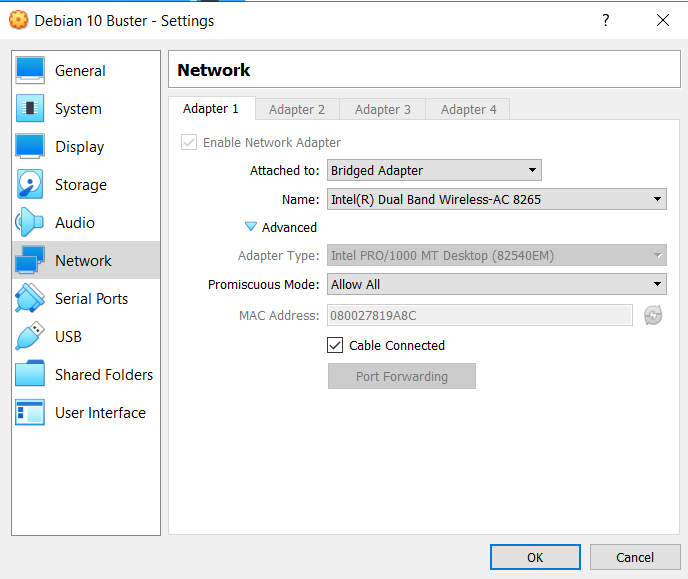 Debian 10 Buster - Settings
?
General
System
Display
Storage
Audio
Network
Serial Ports
USB
Shared Folders
User Interface
Network
Adapter 1 Adapter 2 Adapter 3 Adapter 4
Enable Network Adapter
Attached to: Bridged Adapter
Name: Intel(R) Dual Band Wireless-AC 8265
Advanced
Adapter Type: Intel PRO/1000 MT Desktop (82540EM)
Promiscuous Mode: Allow All
MAC Address: 080027819A8C
Cable Connected
Port Forwarding
OK Cancel